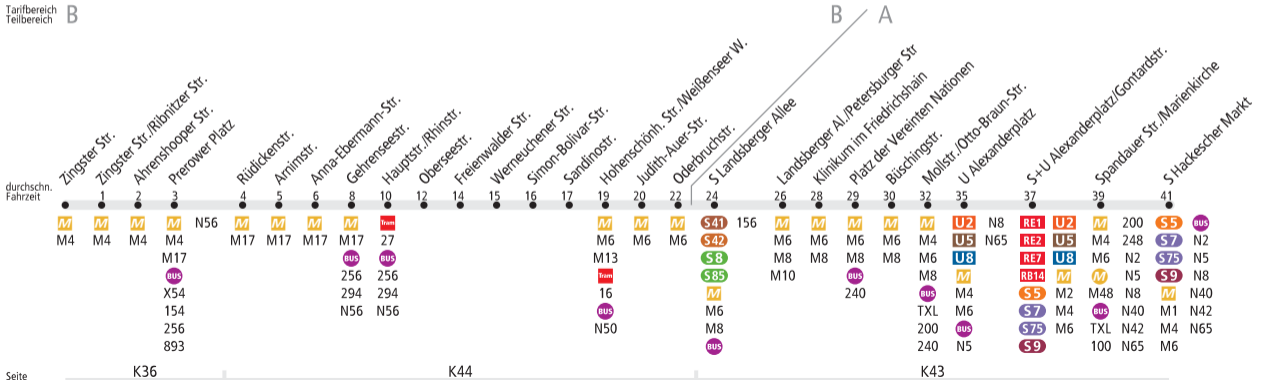 Tarifbereich
Teilbereich
B
B
A
Zingster Str.
Zingster Str./Ribnitzer Str.
Ahrenshooper Str.
Prerower Platz
Rüdickenstr.
Arnimstr.
Anna-Ebermann-Str.
Gehrenseestr.
Hauptstr./Rhinstr.
Oberseestr.
Freienwalder Str.
Werneuchener Str.
Simon-Bolivar-Str.
Sandinostr.
Hohenschönh. Str./Weißenseer W.
Judith-Auer-Str.
Oderbruchstr.
S Landsberger Allee
Landsberger Al./Petersburger Str
Klinikum im Friedrichshain
Platz der Vereinten Nationen
Büschingstr.
Mollstr./Otto-Braun-Str.
U Alexanderplatz
S+U Alexanderplatz/Gontardstr.
Spandauer Str./Marienkirche
S Hackescher Markt
durchschn.
Fahrzeit
1 2 3 4 5 6 8 10 12 14 15 16 17 19 20 22 24 26 28 29 30 32 35 37 39 41
M M M M N56 M M M M Tram M M M S41 156 M M M M M U2 N8 RE1 U2 M 200 S5 BUS
M4 M4 M4 M4 M17 M17 M17 M17 27 M6 M6 M6 S42 M6 M6 M6 M6 M4 U5 N65 RE2 U5 M4 248 S7 N2
M17 BUS BUS M13 S8 M8 M8 M8 M8 M6 U8 RE7 U8 M6 N2 S75 N5
BUS 256 256 Tram S85 M10 BUS M8 M RB14 M M N5 S9 N8
X54 294 294 16 M 240 BUS M4 S5 M2 M48 N8 M N40
154 N56 N56 BUS M6 TXL M6 S7 M4 BUS N40 M1 N42
256 N50 M8 200 BUS S75 M6 TXL N42 M4 N65
893 BUS 240 N5 S9 100 N65 M6
Seite
K36 K44 K43